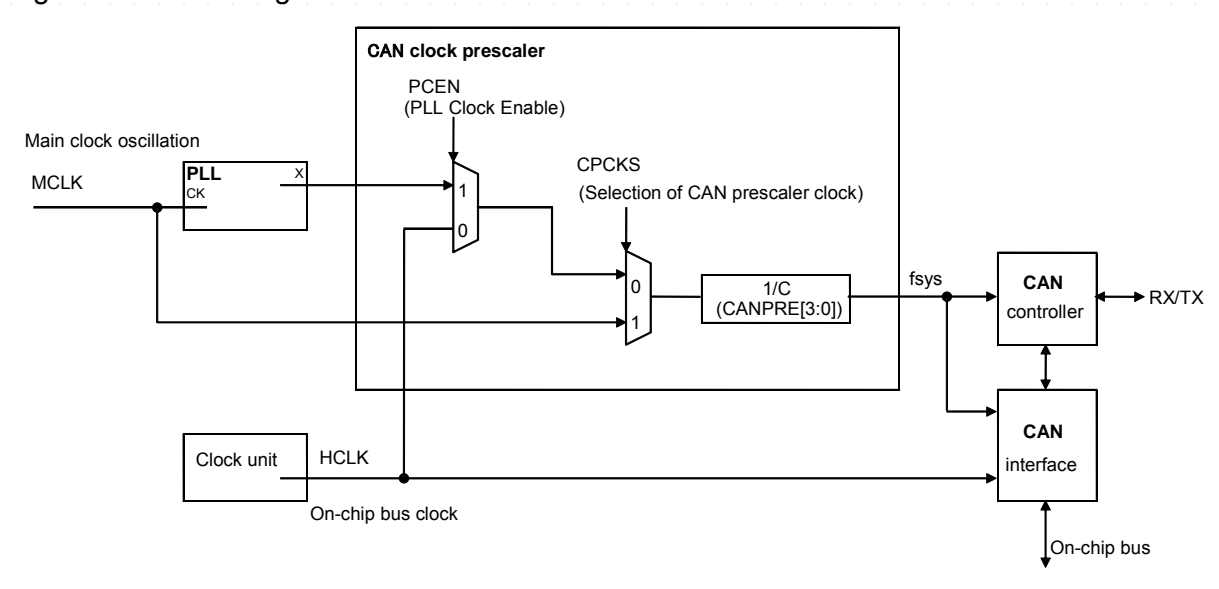 CAN clock prescaler
PCEN
(PLL Clock Enable)
Main clock oscillation
CPCKS
(Selection of CAN prescaler clock)
MCLK
PLL
X
CK
1
0
0
1
1/C
(CANPRE[3:0])
fsys
CAN
controller
RX/TX
Clock unit
HCLK
On-chip bus clock
CAN
interface
On-chip bus